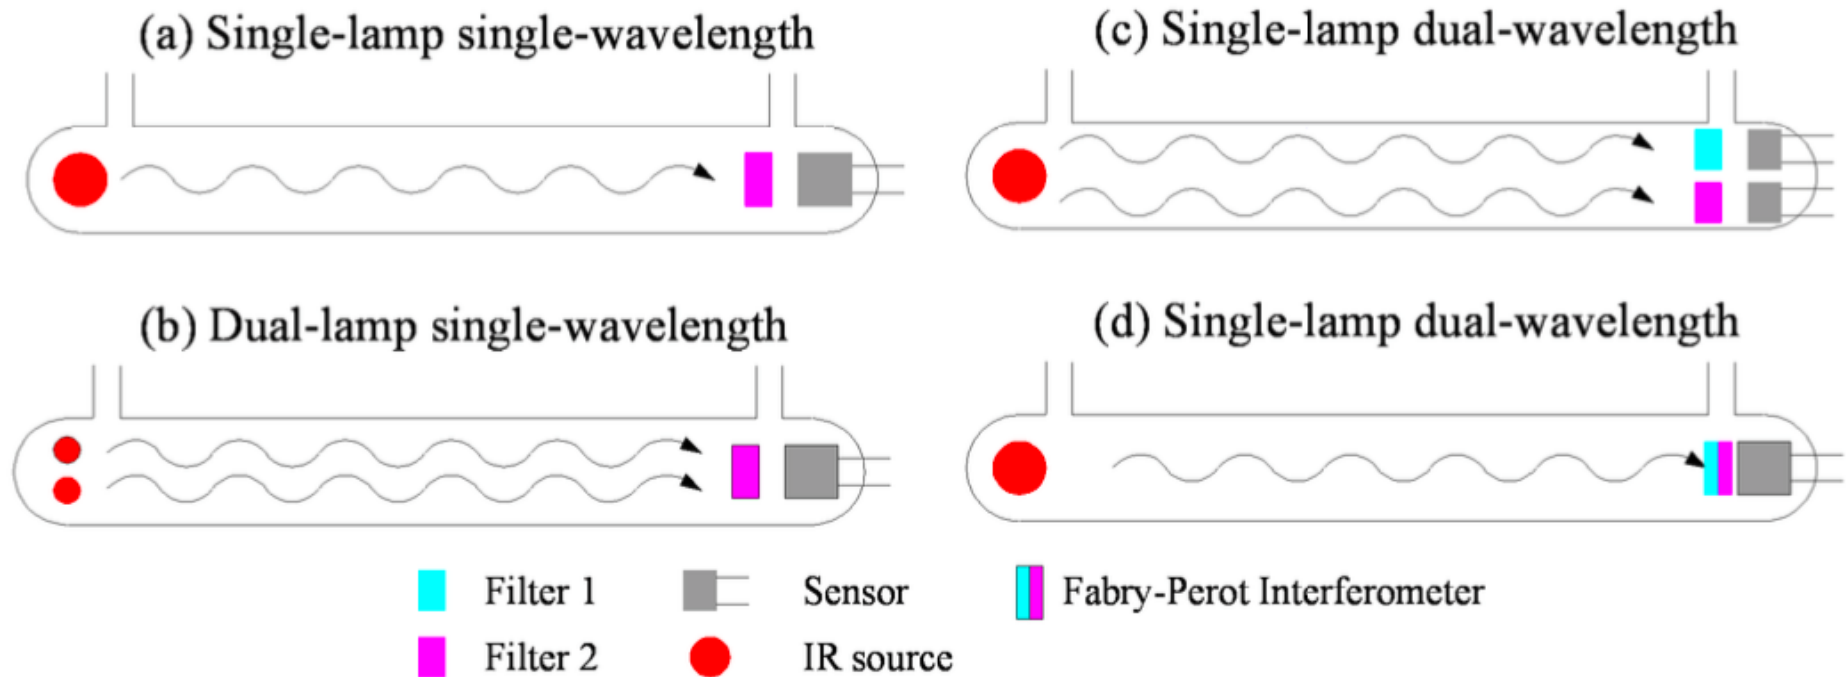 (a) Single-lamp single-wavelength
(c) Single-lamp dual-wavelength
(b) Dual-lamp single-wavelength
(d) Single-lamp dual-wavelength
Filter 1
Sensor
Fabry-Perot Interferometer
Filter 2
IR source